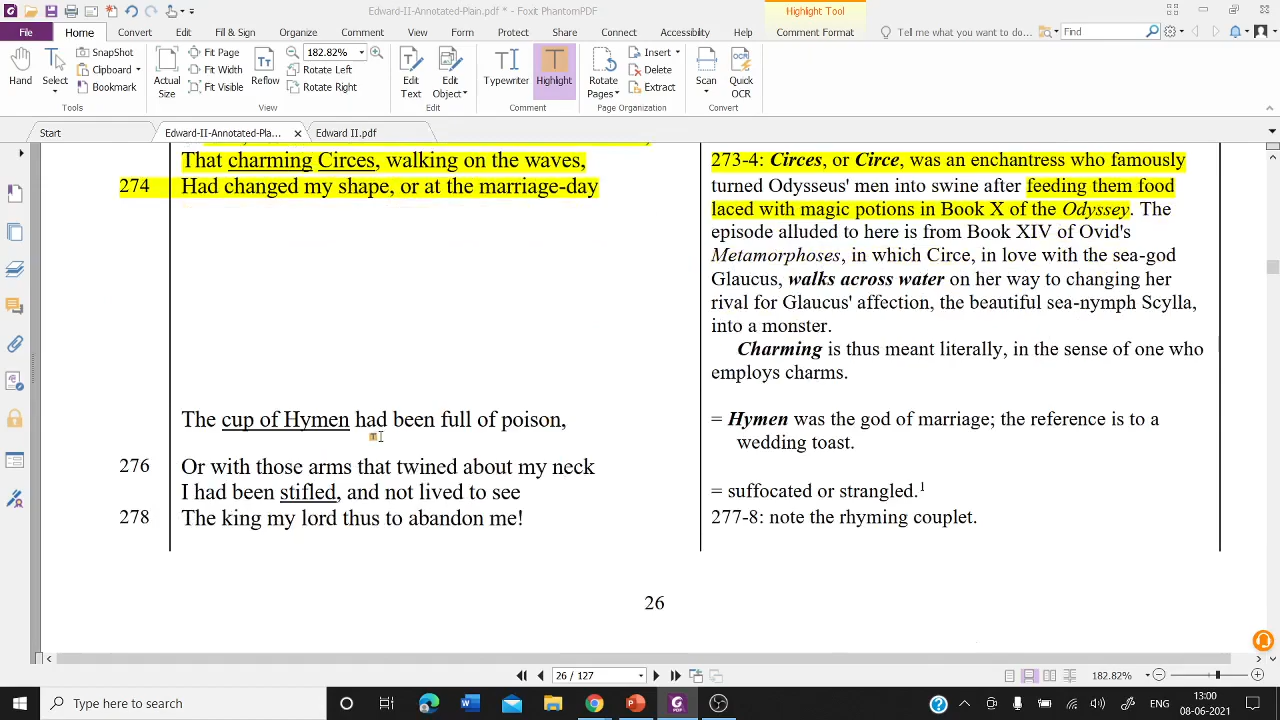 Edward-II-Annotated-Plain.pdf * - Foxit PhantomPDF
Highlight Tool
File Home Convert Edit Fill & Sign Organize Comment View Form Protect Share Connect Accessibility Help Comment Format Tell me what you want to do... Find
SnapShot
Clipboard
Bookmark
Hand
Select
Tools
Actual Size
Fit Page
Fit Width
Fit Visible
Reflow
182.82%
Rotate Left
Rotate Right
View
Edit Text
Edit Object
Edit
Typewriter
Highlight
Comment
Rotate Pages
Insert
Delete
Extract
Page Organization
Scan
Quick OCR
Convert
Start Edward-II-Annotated-Pla... Edward II.pdf
That charming Circes, walking on the waves,
274 Had changed my shape, or at the marriage-day
The cup of Hymen had been full of poison,
276 Or with those arms that twined about my neck
I had been stifled, and not lived to see
278 The king my lord thus to abandon me!
273-4: Circes, or Circe, was an enchantress who famously
turned Odysseus' men into swine after feeding them food
laced with magic potions in Book X of the Odyssey. The
episode alluded to here is from Book XIV of Ovid's
Metamorphoses, in which Circe, in love with the sea-god
Glaucus, walks across water on her way to changing her
rival for Glaucus' affection, the beautiful sea-nymph Scylla,
into a monster.
Charming is thus meant literally, in the sense of one who
employs charms.
= Hymen was the god of marriage; the reference is to a
wedding toast.
= suffocated or strangled.1
277-8: note the rhyming couplet.
26
26 / 127
182.82%
Type here to search
13:00
08-06-2021